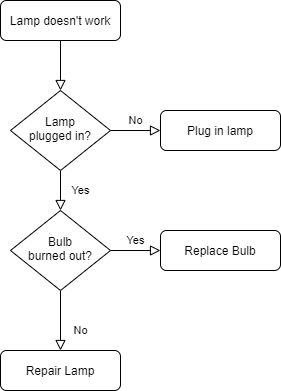 Lamp doesn't work
Lamp
plugged in?
No
Plug in lamp
Yes
Bulb
burned out?
Yes
Replace Bulb
No
Repair Lamp